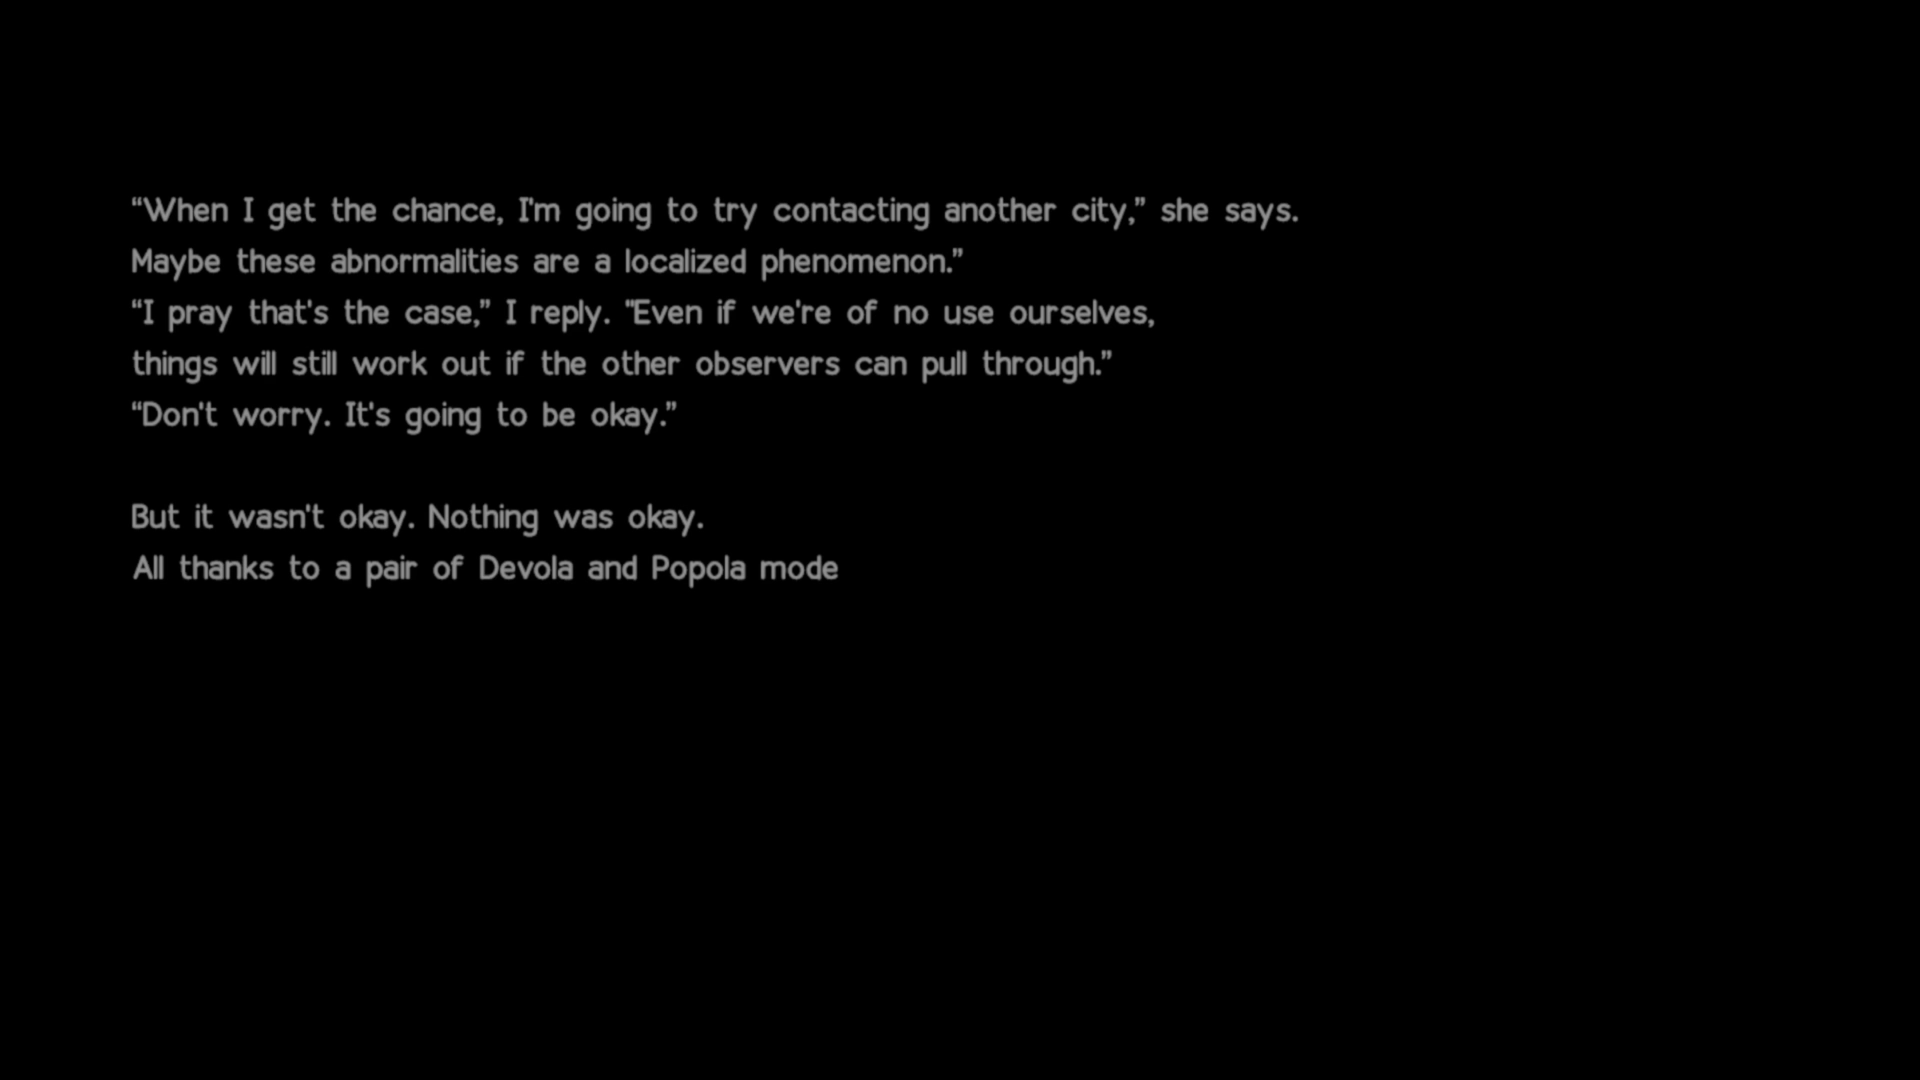 “When I get the chance, I'm going to try contacting another city,” she says.
Maybe these abnormalities are a localized phenomenon.”
“I pray that's the case,” I reply. “Even if we're of no use ourselves,
things will still work out if the other observers can pull through.”
“Don't worry. It's going to be okay.”
But it wasn't okay. Nothing was okay.
All thanks to a pair of Devola and Popola mode